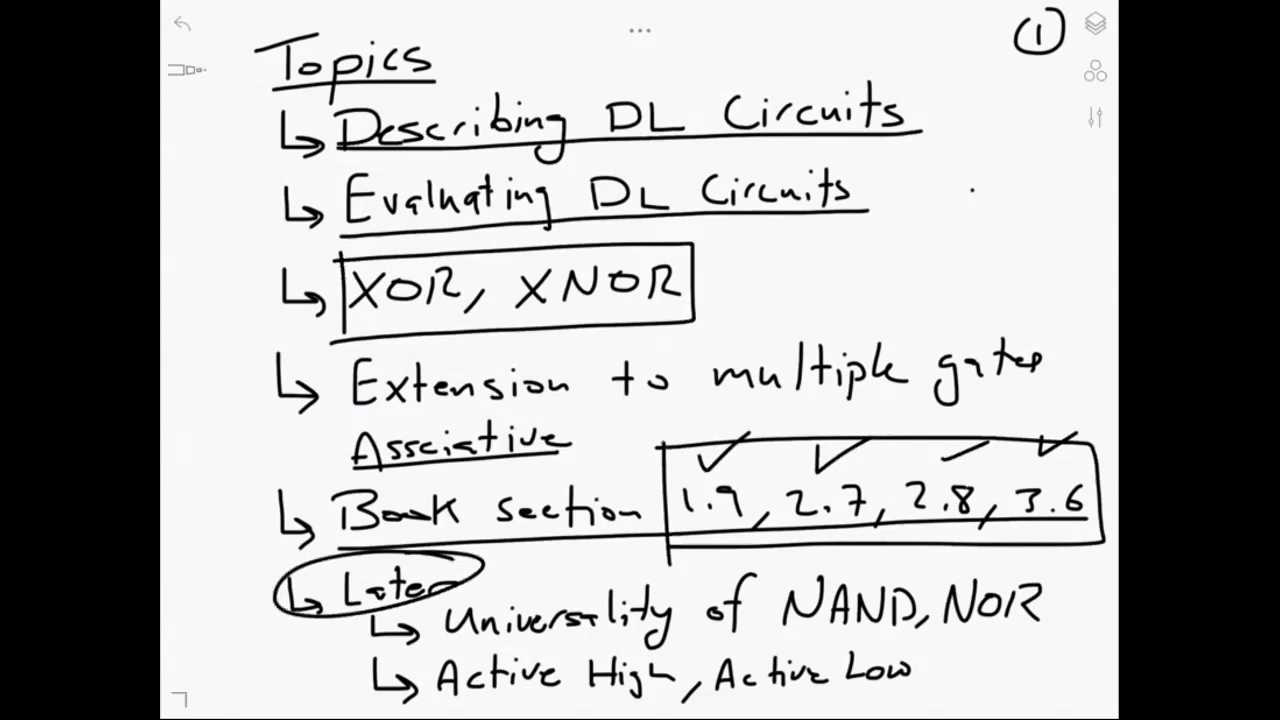 ①
Topics
↳ Describing DL Circuits
↳ Evaluating DL Circuits
↳ XOR, XNOR
↳ Extension to multiple gates
Assciative
↳ Book section 1.9, 2.7, 2.8, 3.6
↳ Later
↳ Universality of NAND, NOR
↳ Active High, Active Low